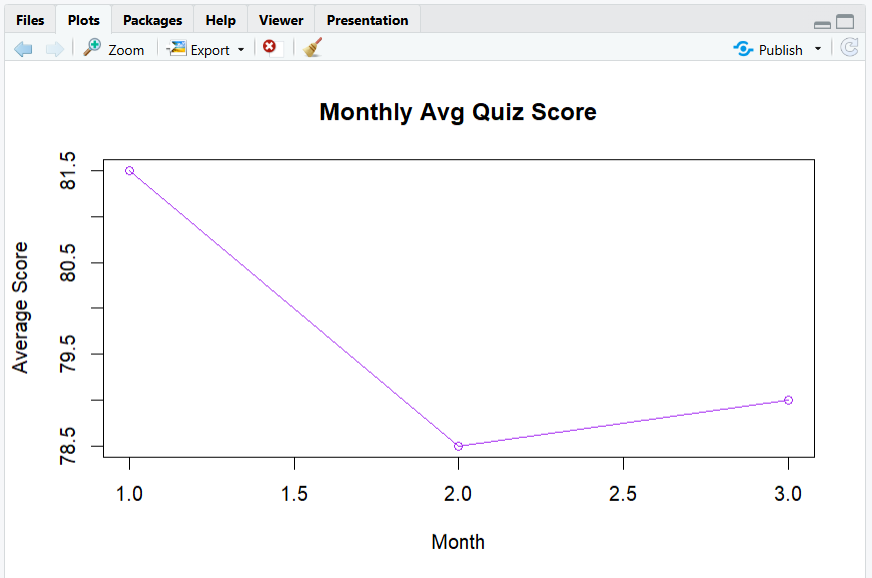 Files Plots Packages Help Viewer Presentation
Zoom Export Publish
Monthly Avg Quiz Score
81.5
80.5
79.5
78.5
Average Score
1.0 1.5 2.0 2.5 3.0
Month